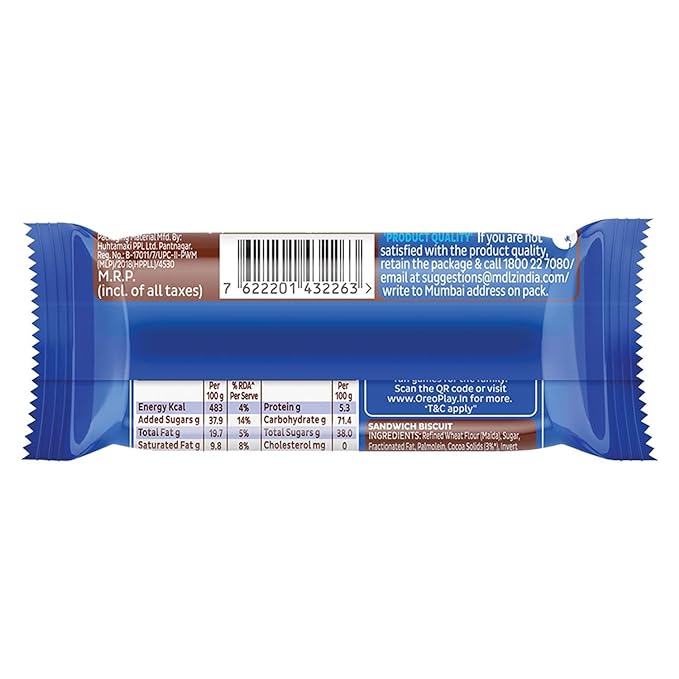 Packaging Material Mfd. By:
Huhtamaki PPL Ltd. Pantnagar.
Reg. No.: B-17011/7/UPC-II-PWM
(MLP)/2018(HPPLL)/4530
M.R.P.
(incl. of all taxes)
7 622201 432263 >
"PRODUCT QUALITY" If you are not
satisfied with the product quality,
retain the package & call 1800 22 7080/
email at suggestions@mdlzindia.com/
write to Mumbai address on pack.
Per 100 g % RDA^ Per Serve Per 100 g
Energy Kcal 483 4% Protein g 5.3
Added Sugars g 37.9 14% Carbohydrate g 71.4
Total Fat g 19.7 5% Total Sugars g 38.0
Saturated Fat g 9.8 8% Cholesterol mg 0
fun games for the family.
Scan the QR code or visit
www.OreoPlay.In for more.
*T&C apply"
SANDWICH BISCUIT
INGREDIENTS: Refined Wheat Flour (Maida), Sugar,
Fractionated Fat, Palmolein, Cocoa Solids (3%*), Invert